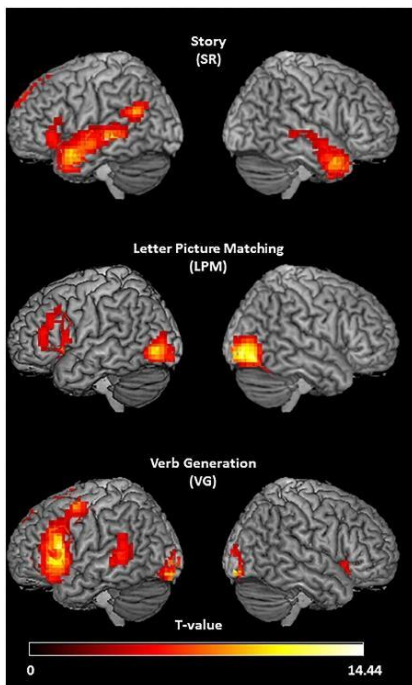 Story
(SR)
Letter Picture Matching
(LPM)
Verb Generation
(VG)
T-value
0 14.44